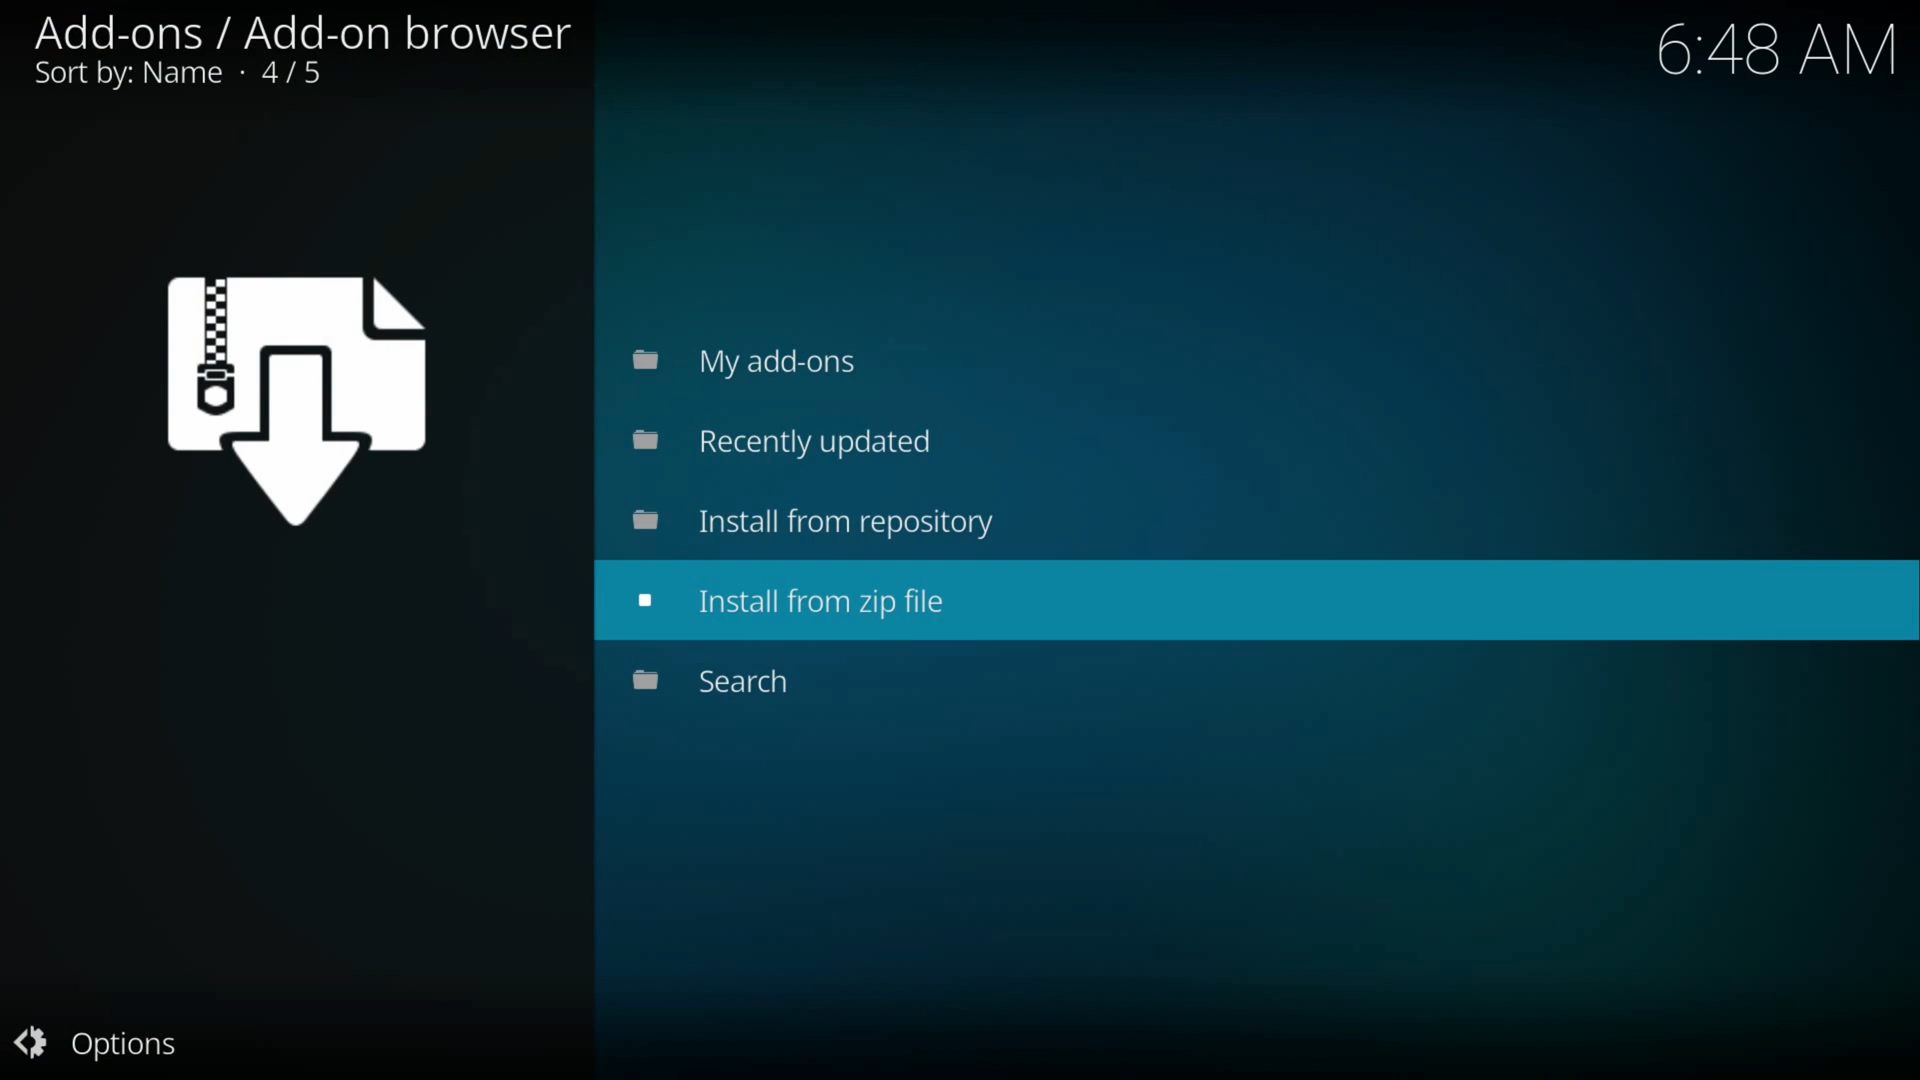 Add-ons / Add-on browser
Sort by: Name · 4 / 5
6:48 AM
My add-ons
Recently updated
Install from repository
Install from zip file
Search
Options